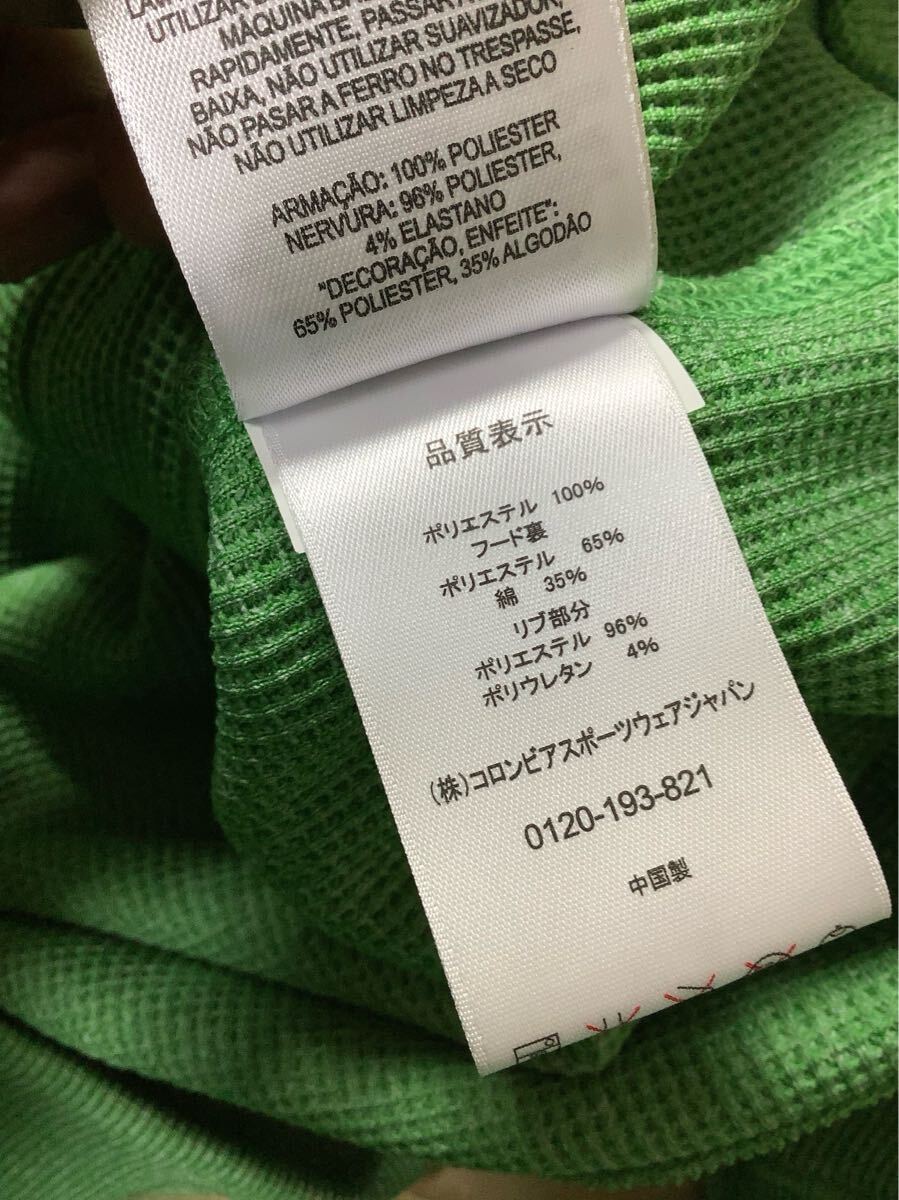 UTILIZAR
MÁQUINA
RAPIDAMENTE, PASSAR A
BAIXA, NÃO UTILIZAR SUAVIZADOR,
NÃO PASAR A FERRO NO TRESPASSE,
NÃO UTILIZAR LIMPEZA A SECO
ARMAÇÃO: 100% POLIESTER
NERVURA: 96% POLIESTER,
4% ELASTANO
"DECORAÇÃO, ENFEITE":
65% POLIESTER, 35% ALGODÃO
品質表示
ポリエステル 100%
フード裏
ポリエステル 65%
綿 35%
リブ部分
ポリエステル 96%
ポリウレタン 4%
(株)コロンビアスポーツウェアジャパン
0120-193-821
中国製